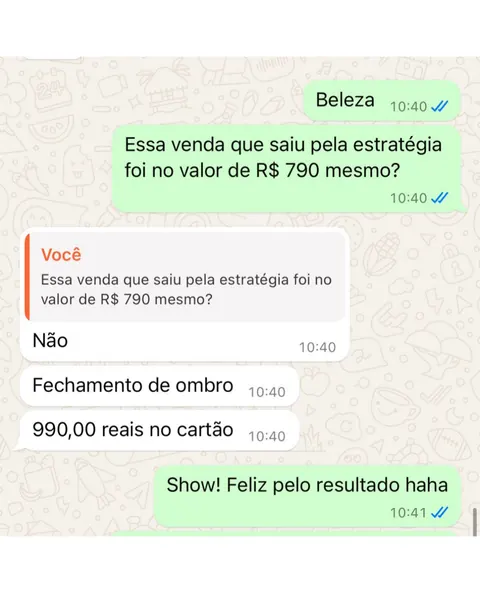 Beleza 10:40
Essa venda que saiu pela estratégia
foi no valor de R$ 790 mesmo?
10:40
Você
Essa venda que saiu pela estratégia foi no
valor de R$ 790 mesmo?
Não 10:40
Fechamento de ombro 10:40
990,00 reais no cartão 10:40
Show! Feliz pelo resultado haha
10:41